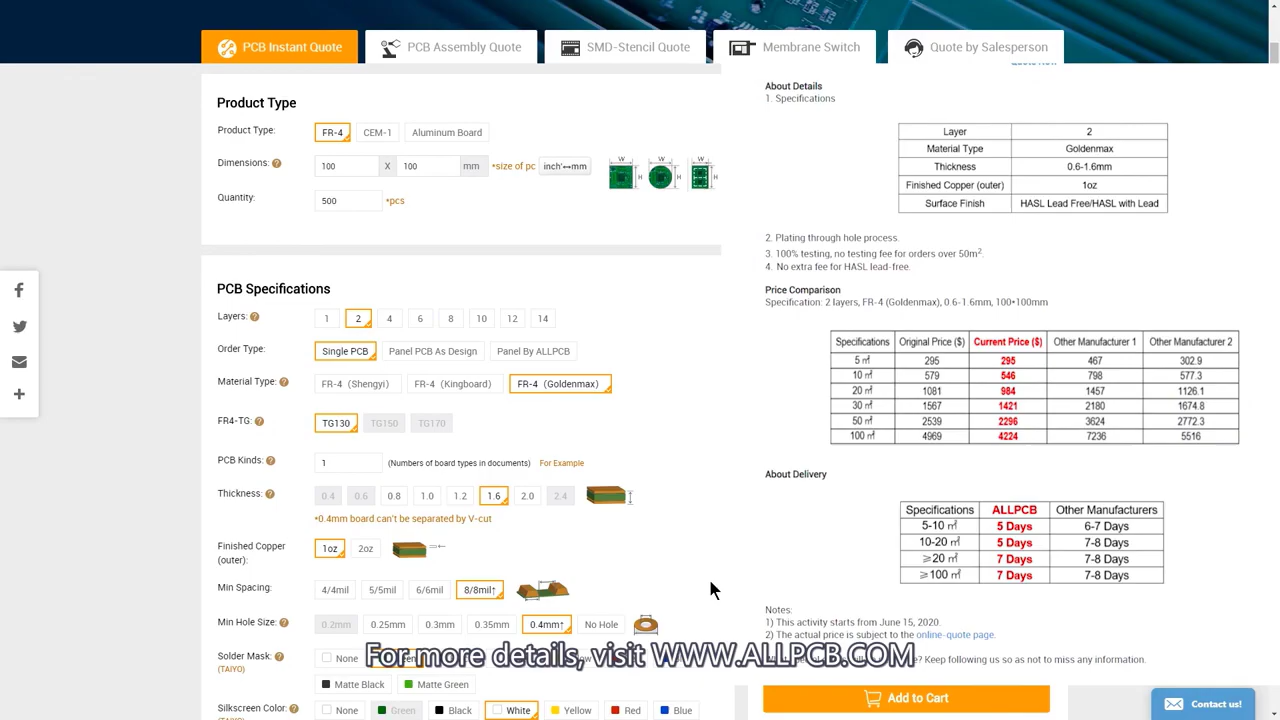 PCB Instant Quote
PCB Assembly Quote
SMD-Stencil Quote
Membrane Switch
Quote by Salesperson
Product Type
Product Type: FR-4 CEM-1 Aluminum Board
Dimensions: 100 X 100 mm *size of pc inch'↔mm
W H W H W H
Quantity: 500 *pcs
PCB Specifications
Layers: 1 2 4 6 8 10 12 14
Order Type: Single PCB Panel PCB As Design Panel By ALLPCB
Material Type: FR-4（Shengyi） FR-4（Kingboard） FR-4（Goldenmax）
FR4-TG: TG130 TG150 TG170
PCB Kinds: 1 (Numbers of board types in documents) For Example
Thickness: 0.4 0.6 0.8 1.0 1.2 1.6 2.0 2.4
*0.4mm board can't be separated by V-cut
Finished Copper 1oz 2oz
(outer):
Min Spacing: 4/4mil 5/5mil 6/6mil 8/8mil↑
Min Hole Size: 0.2mm 0.25mm 0.3mm 0.35mm 0.4mm↑ No Hole
Solder Mask: None
(TAIYO)
Matte Black Matte Green
Silkscreen Color: None Green Black White Yellow Red Blue
About Details
1. Specifications
Layer 2
Material Type Goldenmax
Thickness 0.6-1.6mm
Finished Copper (outer) 1oz
Surface Finish HASL Lead Free/HASL with Lead
2. Plating through hole process.
3. 100% testing, no testing fee for orders over 50m².
4. No extra fee for HASL lead-free.
Price Comparison
Specification: 2 layers, FR-4 (Goldenmax), 0.6-1.6mm, 100*100mm
Specifications Original Price ($) Current Price ($) Other Manufacturer 1 Other Manufacturer 2
5 ㎡ 295 295 467 302.9
10 ㎡ 579 546 798 577.3
20 ㎡ 1081 984 1457 1126.1
30 ㎡ 1567 1421 2180 1674.8
50 ㎡ 2539 2296 3624 2772.3
100 ㎡ 4969 4224 7236 5516
About Delivery
Specifications ALLPCB Other Manufacturers
5-10 ㎡ 5 Days 6-7 Days
10-20 ㎡ 5 Days 7-8 Days
≥20 ㎡ 7 Days 7-8 Days
≥100 ㎡ 7 Days 7-8 Days
Notes:
1) This activity starts from June 15, 2020.
2) The actual price is subject to the online-quote page.
? Keep following us so as not to miss any information.
For more details, visit WWW.ALLPCB.COM
Add to Cart
Contact us!